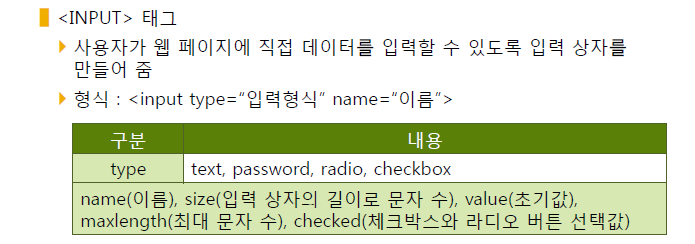 <INPUT> 태그
사용자가 웹 페이지에 직접 데이터를 입력할 수 있도록 입력 상자를
만들어 줌
형식 : <input type=“입력형식” name=“이름”>
구분 내용
type text, password, radio, checkbox
name(이름), size(입력 상자의 길이로 문자 수), value(초기값),
maxlength(최대 문자 수), checked(체크박스와 라디오 버튼 선택값)